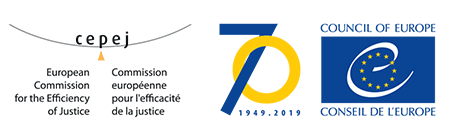 cepej
European
Commission
for the Efficiency
of Justice
Commission
européenne
pour l'efficacité
de la justice
70
1949.2019
COUNCIL OF EUROPE
CONSEIL DE L'EUROPE